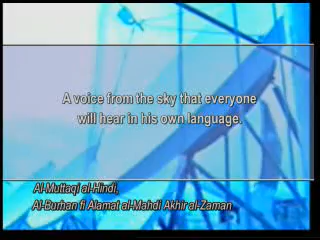 A voice from the sky that everyone
will hear in his own language.
Al-Muttaqi al-Hindi,
Al-Burhan fi Alamat al-Mahdi Akhir al-Zaman